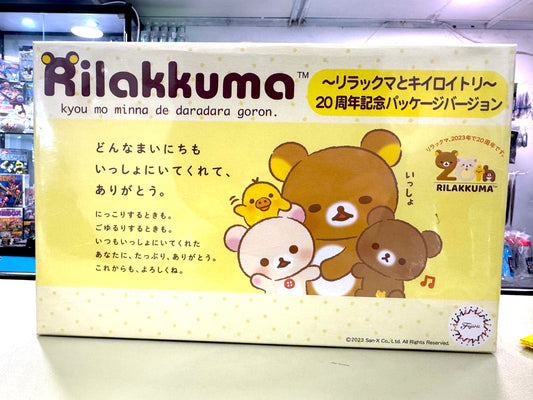 Rilakkuma™
kyou mo minna de daradara goron.
～リラックマとキイロイトリ～
20周年記念パッケージバージョン
どんなまいにちも
いっしょにいてくれて、
ありがとう。
にっこりするときも。
ごゆるりするときも。
いつもいっしょにいてくれた
あなたに、たっぷり、ありがとう。
これからも、よろしくね。
いっしょ
リラックマ、2023年で20周年です。
20th
RILAKKUMA™
Figure
©2023 San-X Co., Ltd. All Rights Reserved.